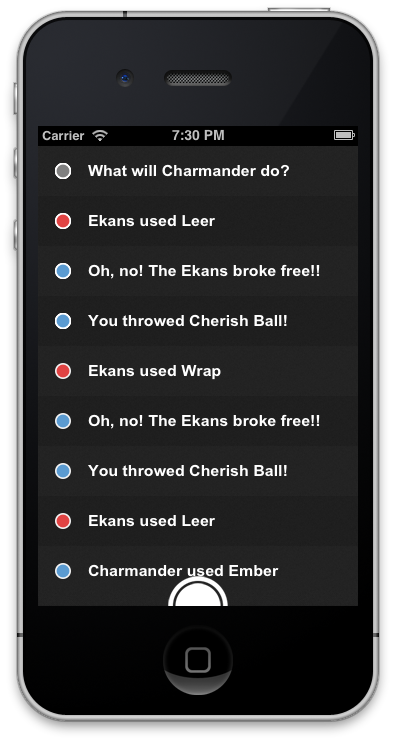 Carrier 7:30 PM
What will Charmander do?
Ekans used Leer
Oh, no! The Ekans broke free!!
You throwed Cherish Ball!
Ekans used Wrap
Oh, no! The Ekans broke free!!
You throwed Cherish Ball!
Ekans used Leer
Charmander used Ember